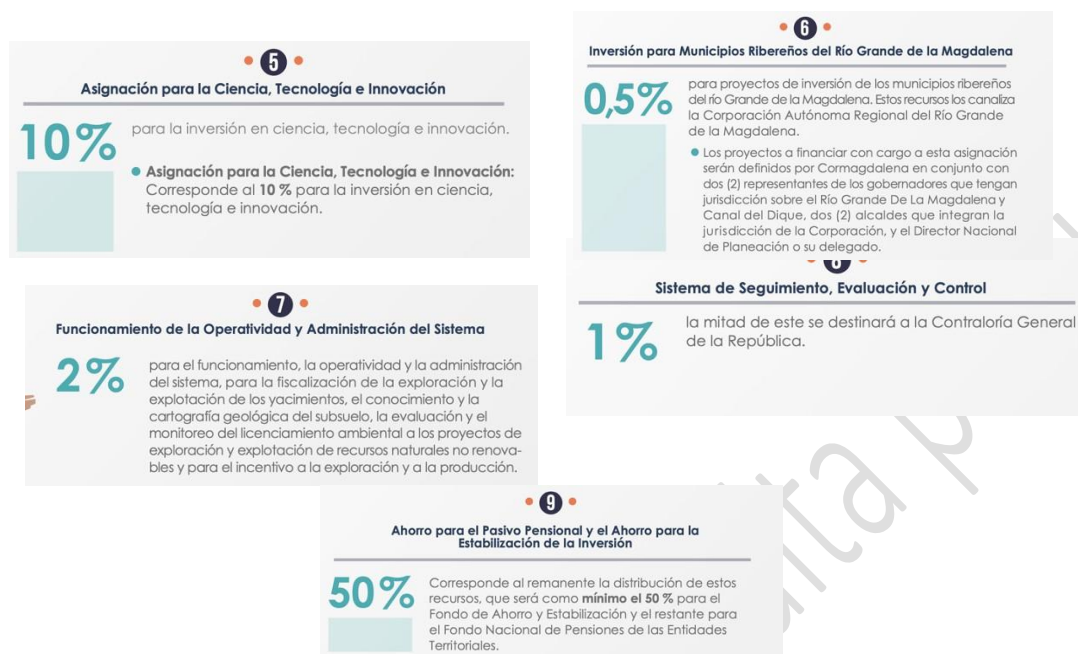 5
Asignación para la Ciencia, Tecnología e Innovación
10%
para la inversión en ciencia, tecnología e innovación.
Asignación para la Ciencia, Tecnología e Innovación:
Corresponde al 10 % para la inversión en ciencia,
tecnología e innovación.
6
Inversión para Municipios Ribereños del Río Grande de la Magdalena
0,5%
para proyectos de inversión de los municipios ribereños
del río Grande de la Magdalena. Estos recursos los canaliza
la Corporación Autónoma Regional del Río Grande
de la Magdalena.
Los proyectos a financiar con cargo a esta asignación
serán definidos por Cormagdalena en conjunto con
dos (2) representantes de los gobernadores que tengan
jurisdicción sobre el Río Grande De La Magdalena y
Canal del Dique, dos (2) alcaldes que integran la
jurisdicción de la Corporación, y el Director Nacional
de Planeación o su delegado.
7
Funcionamiento de la Operatividad y Administración del Sistema
2%
para el funcionamiento, la operatividad y la administración
del sistema, para la fiscalización de la exploración y la
explotación de los yacimientos, el conocimiento y la
cartografía geológica del subsuelo, la evaluación y el
monitoreo del licenciamiento ambiental a los proyectos de
exploración y explotación de recursos naturales no renova-
bles y para el incentivo a la exploración y a la producción.
Sistema de Seguimiento, Evaluación y Control
1%
la mitad de este se destinará a la Contraloría General
de la República.
9
Ahorro para el Pasivo Pensional y el Ahorro para la
Estabilización de la Inversión
50%
Corresponde al remanente la distribución de estos
recursos, que será como mínimo el 50 % para el
Fondo de Ahorro y Estabilización y el restante para
el Fondo Nacional de Pensiones de las Entidades
Territoriales.